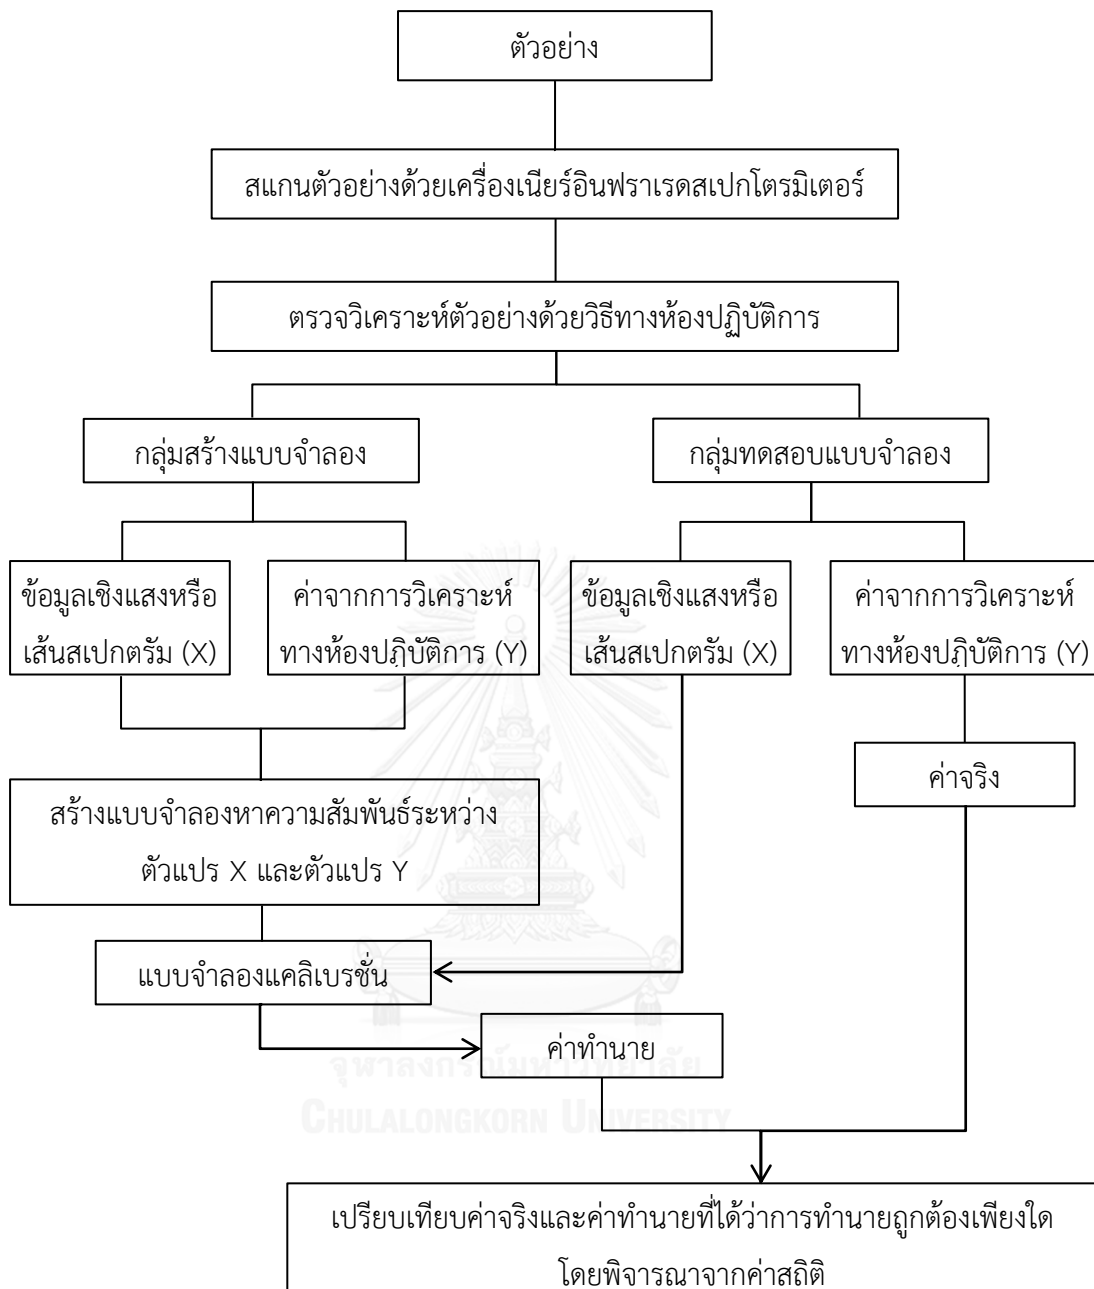 ตัวอย่าง
สแกนตัวอย่างด้วยเครื่องเนียร์อินฟราเรดสเปกโตรมิเตอร์
ตรวจวิเคราะห์ตัวอย่างด้วยวิธีทางห้องปฏิบัติการ
กลุ่มสร้างแบบจำลอง
กลุ่มทดสอบแบบจำลอง
ข้อมูลเชิงแสงหรือ
เส้นสเปกตรัม (X)
ค่าจากการวิเคราะห์
ทางห้องปฏิบัติการ (Y)
ข้อมูลเชิงแสงหรือ
เส้นสเปกตรัม (X)
ค่าจากการวิเคราะห์
ทางห้องปฏิบัติการ (Y)
ค่าจริง
สร้างแบบจำลองหาความสัมพันธ์ระหว่าง
ตัวแปร X และตัวแปร Y
แบบจำลองแคลิเบรชั่น
ค่าทำนาย
จุฬาลงกรณ์มหาวิทยาลัย
CHULALONGKORN UNIVERSITY
เปรียบเทียบค่าจริงและค่าทำนายที่ได้ว่าการทำนายถูกต้องเพียงใด
โดยพิจารณาจากค่าสถิติ